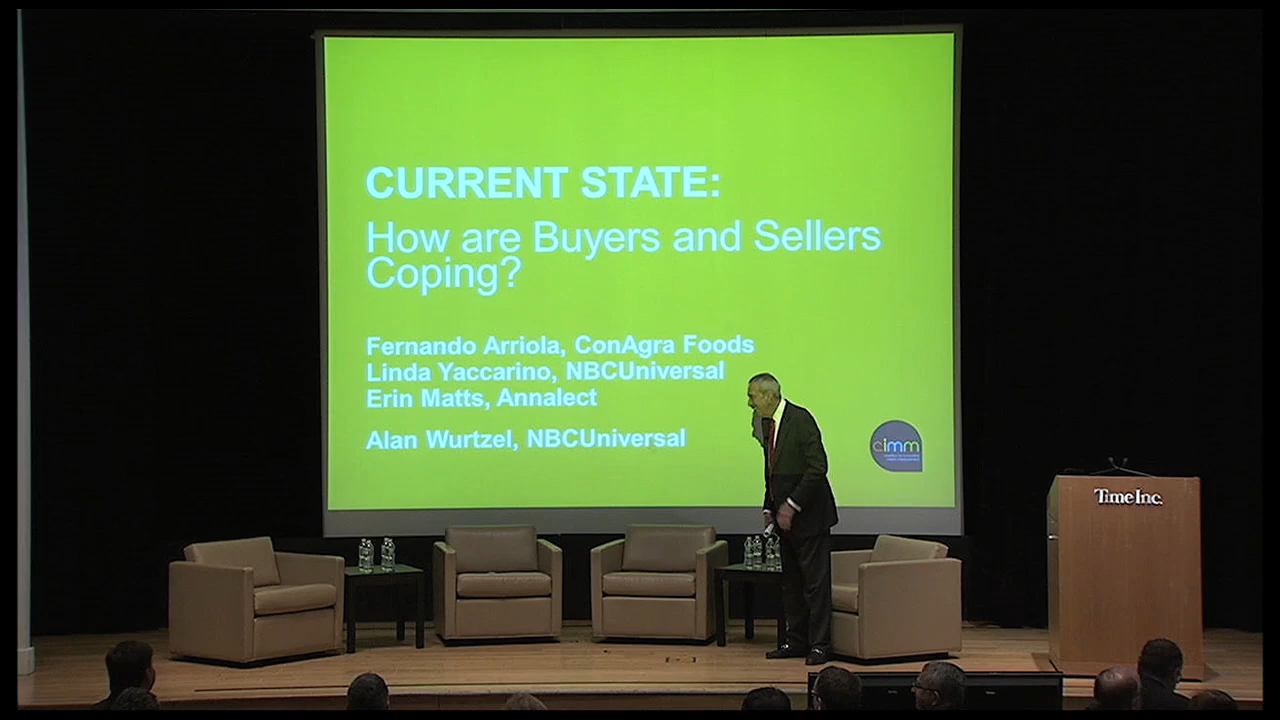 CURRENT STATE:
How are Buyers and Sellers
Coping?
Fernando Arriola, ConAgra Foods
Linda Yaccarino, NBCUniversal
Erin Matts, Annalect
Alan Wurtzel, NBCUniversal
cimm
Time Inc.